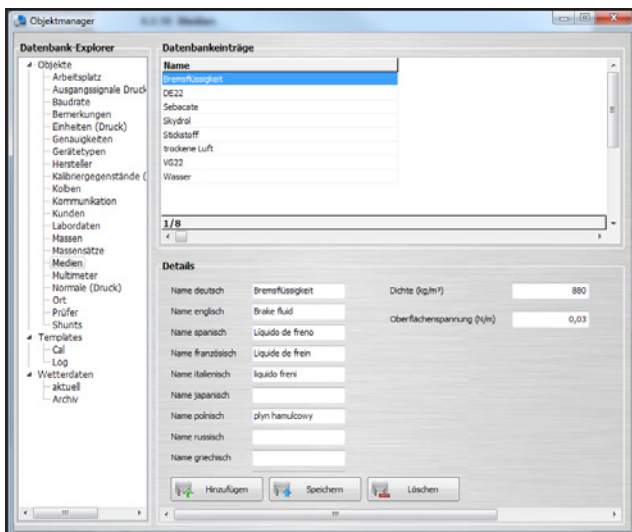 Objektmanager
Datenbank-Explorer
Objekte
Arbeitsplatz
Ausgangssignale Druck
Baudrate
Bemerkungen
Einheiten (Druck)
Genauigkeiten
Gerätetypen
Hersteller
Kalibriergegenstände (
Kolben
Kommunikation
Kunden
Labordaten
Massen
Massensätze
Medien
Multimeter
Normale (Druck)
Ort
Prüfer
Shunts
Templates
Cal
Log
Wetterdaten
aktuell
Archiv
Datenbankeinträge
Name
Bremsflüssigkeit
DE22
Sebacate
Skydrol
Stickstoff
trockene Luft
VG22
Wasser
1/8
Details
Name deutsch Bremsflüssigkeit Dichte (kg/m³) 880
Name englisch Brake fluid Oberflächenspannung (N/m) 0,03
Name spanisch Líquido de freno
Name französisch Liquide de frein
Name italienisch liquido freni
Name japanisch
Name polnisch plyn hamulcowy
Name russisch
Name griechisch
Hinzufügen Speichern Löschen